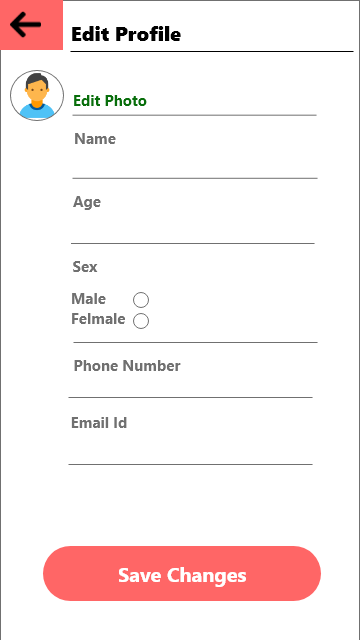 Edit Profile
Edit Photo
Name
Age
Sex
Male
Felmale
Phone Number
Email Id
Save Changes